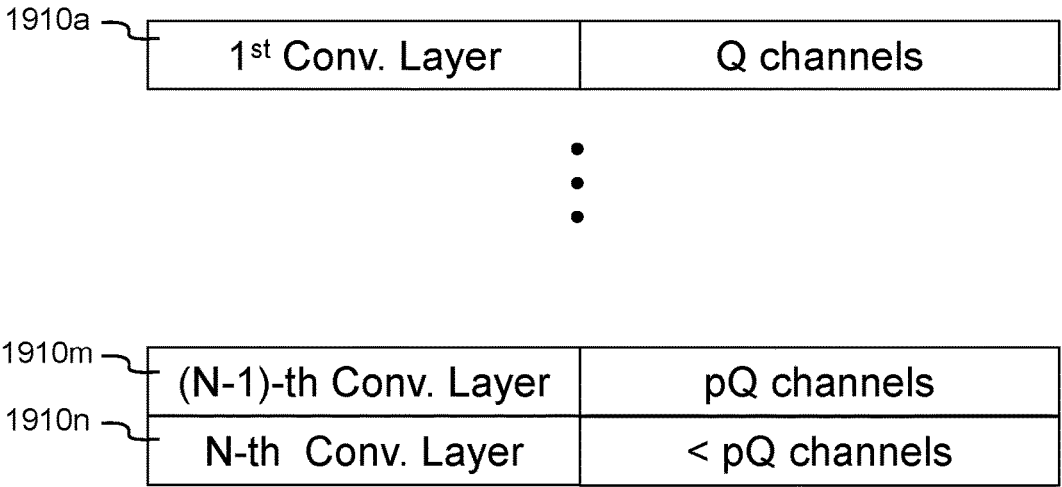 1910a 1st Conv. Layer Q channels
1910m (N-1)-th Conv. Layer pQ channels
1910n N-th Conv. Layer < pQ channels